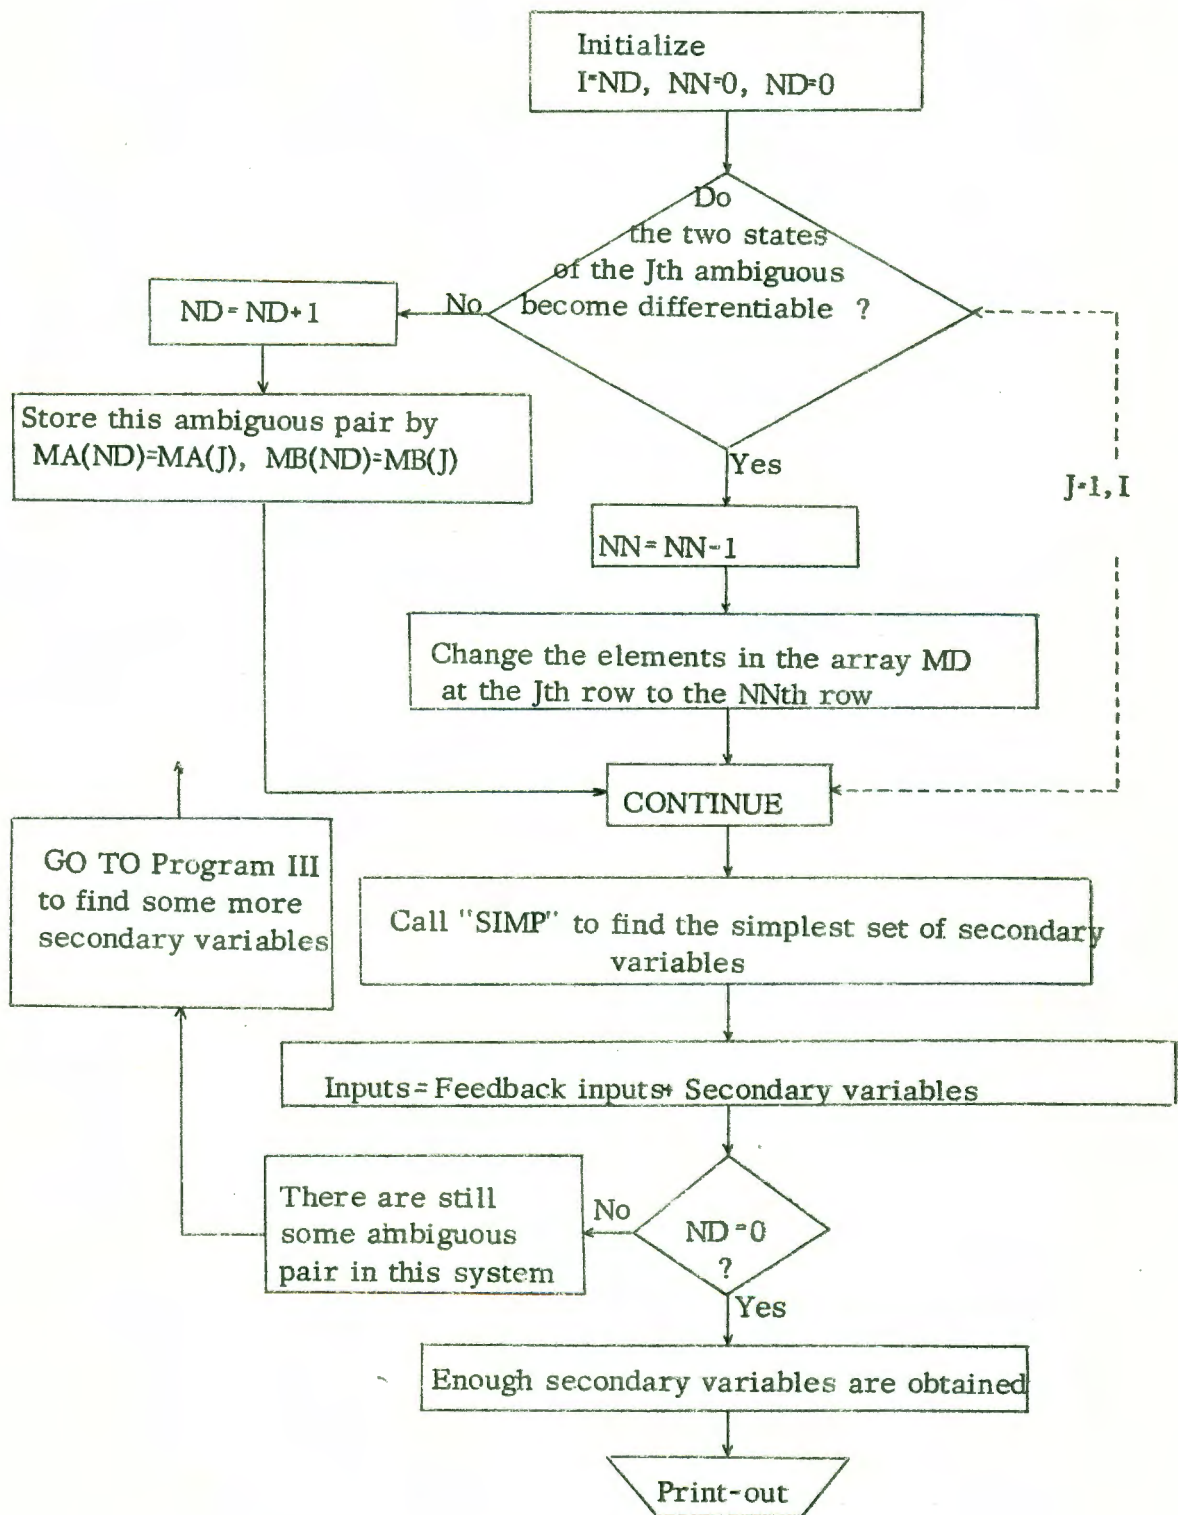 Initialize
I=ND, NN=0, ND=0
Do
the two states
of the Jth ambiguous
become differentiable ?
No
ND=ND+1
Store this ambiguous pair by
MA(ND)=MA(J), MB(ND)=MB(J)
Yes
J=1, I
NN=NN-1
Change the elements in the array MD
at the Jth row to the NNth row
CONTINUE
GO TO Program III
to find some more
secondary variables
Call "SIMP" to find the simplest set of secondary
variables
Inputs=Feedback inputs+ Secondary variables
There are still
some ambiguous
pair in this system
No
ND=0
?
Yes
Enough secondary variables are obtained
Print-out